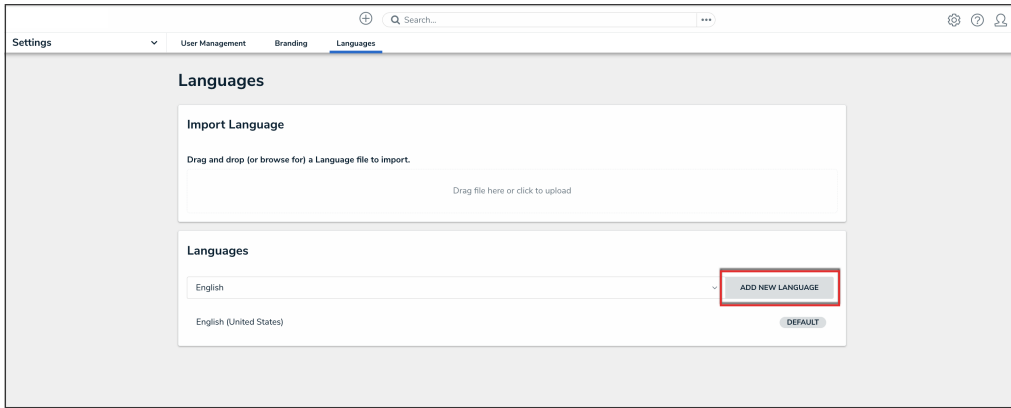 Search...
Settings User Management Branding Languages
Languages
Import Language
Drag and drop (or browse for) a Language file to import.
Drag file here or click to upload
Languages
English ADD NEW LANGUAGE
English (United States) DEFAULT